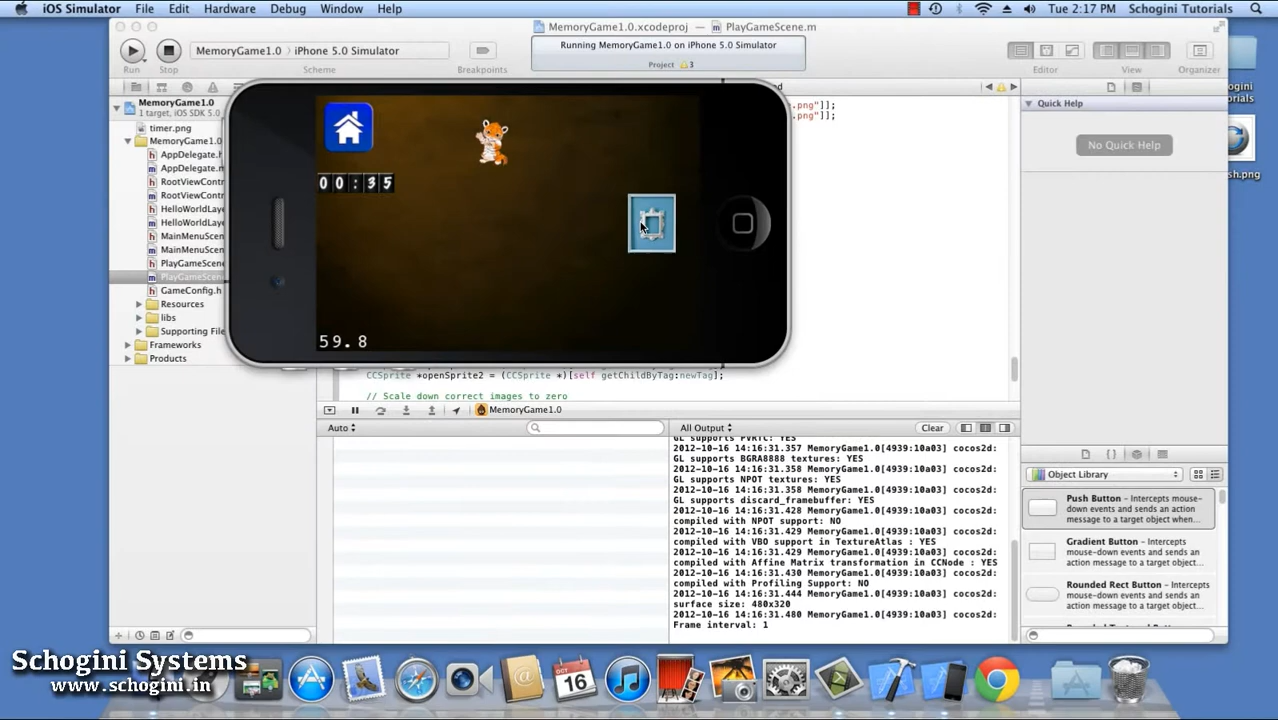 iOS Simulator File Edit Hardware Debug Window Help
Tue 2:17 PM Schogini Tutorials
MemoryGame1.0.xcodeproj PlayGameScene.m
MemoryGame1.0 iPhone 5.0 Simulator
Running MemoryGame1.0 on iPhone 5.0 Simulator
Project 3
Run Stop Scheme Breakpoints Editor View Organizer
MemoryGame1.0
1 target, iOS SDK 5.0
timer.png
MemoryGame1.0
AppDelegate.h
AppDelegate.m
RootViewContr
RootViewContr
HelloWorldLaye
HelloWorldLaye
MainMenuScen
MainMenuScen
PlayGameScene
PlayGameScene
GameConfig.h
Resources
libs
Supporting File
Frameworks
Products
.png"]];
.png"]];
00:35
59.8
CCSprite *openSprite2 = (CCSprite *)[self getChildByTag:newTag];
// Scale down correct images to zero
MemoryGame1.0
Auto
All Output
Clear
GL supports PVRTC: YES
2012-10-16 14:16:31.357 MemoryGame1.0[4939:10a03] cocos2d:
GL supports BGRA8888 textures: YES
2012-10-16 14:16:31.358 MemoryGame1.0[4939:10a03] cocos2d:
GL supports NPOT textures: YES
2012-10-16 14:16:31.358 MemoryGame1.0[4939:10a03] cocos2d:
GL supports discard_framebuffer: YES
2012-10-16 14:16:31.428 MemoryGame1.0[4939:10a03] cocos2d:
compiled with NPOT support: NO
2012-10-16 14:16:31.429 MemoryGame1.0[4939:10a03] cocos2d:
compiled with VBO support in TextureAtlas : YES
2012-10-16 14:16:31.429 MemoryGame1.0[4939:10a03] cocos2d:
compiled with Affine Matrix transformation in CCNode : YES
2012-10-16 14:16:31.430 MemoryGame1.0[4939:10a03] cocos2d:
compiled with Profiling Support: NO
2012-10-16 14:16:31.444 MemoryGame1.0[4939:10a03] cocos2d:
surface size: 480x320
2012-10-16 14:16:31.480 MemoryGame1.0[4939:10a03] cocos2d:
Frame interval: 1
Quick Help
No Quick Help
Object Library
Push Button - Intercepts mouse-
down events and sends an
action message to a target object when...
Gradient Button - Intercepts
mouse-down events and sends an
action message to a target object...
Rounded Rect Button - Intercepts
mouse-down events and sends an
action message to a target object...
ogini
orials
sh.png
Schogini Systems
www.schogini.in
OCT
16